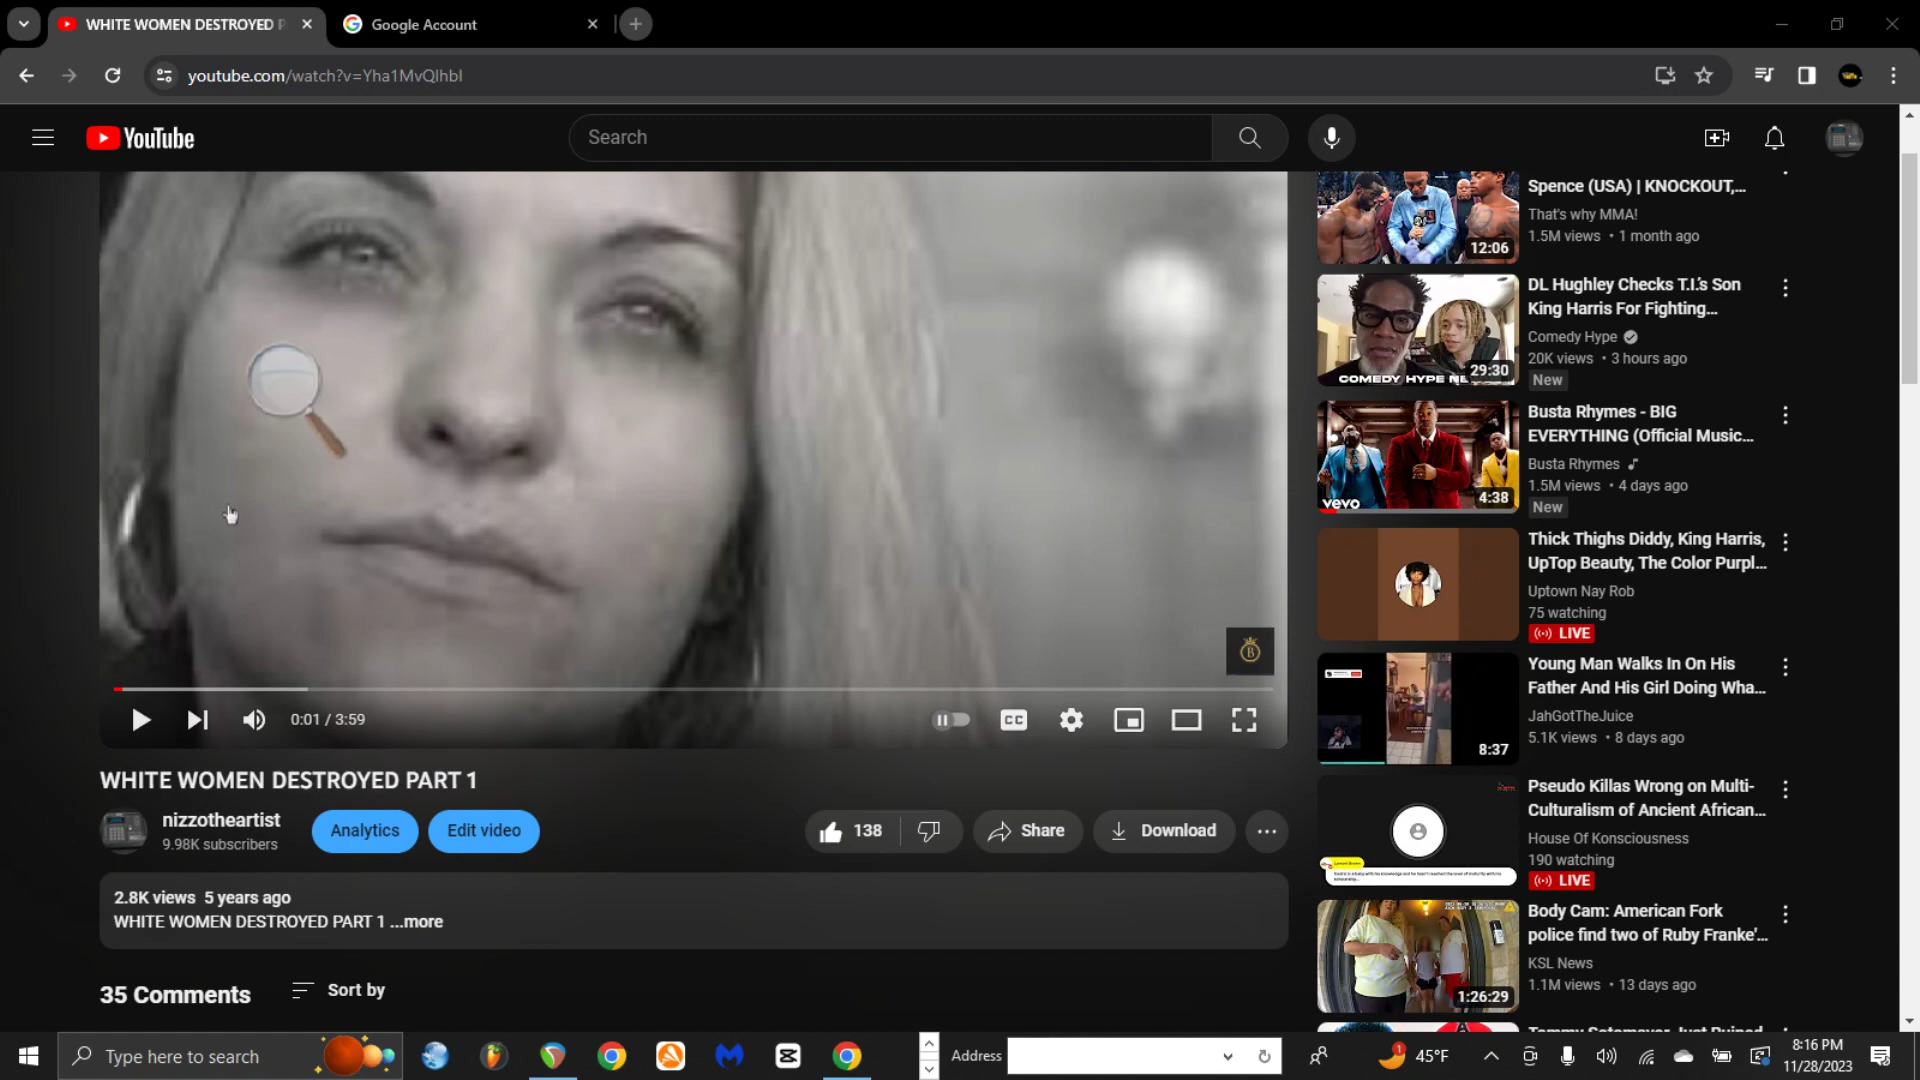 WHITE WOMEN DESTROYED P
Google Account
youtube.com/watch?v=Yha1MvQlhbI
YouTube
Search
0:01 / 3:59
CC
B
WHITE WOMEN DESTROYED PART 1
nizzotheartist
9.98K subscribers
Analytics
Edit video
138
Share
Download
2.8K views 5 years ago
WHITE WOMEN DESTROYED PART 1 ...more
35 Comments
Sort by
12:06
Spence (USA) | KNOCKOUT,...
That's why MMA!
1.5M views • 1 month ago
COMEDY HYPE NE
29:30
DL Hughley Checks T.I.'s Son
King Harris For Fighting...
Comedy Hype
20K views • 3 hours ago
New
vevo
4:38
Busta Rhymes - BIG
EVERYTHING (Official Music...
Busta Rhymes
1.5M views • 4 days ago
New
Thick Thighs Diddy, King Harris,
UpTop Beauty, The Color Purpl...
Uptown Nay Rob
75 watching
LIVE
8:37
Young Man Walks In On His
Father And His Girl Doing Wha...
JahGotTheJuice
5.1K views • 8 days ago
Pseudo Killas Wrong on Multi-
Culturalism of Ancient African...
House Of Konsciousness
190 watching
LIVE
1:26:29
Body Cam: American Fork
police find two of Ruby Franke'...
KSL News
1.1M views • 13 days ago
Type here to search
Address
1
45°F
8:16 PM
11/28/2023